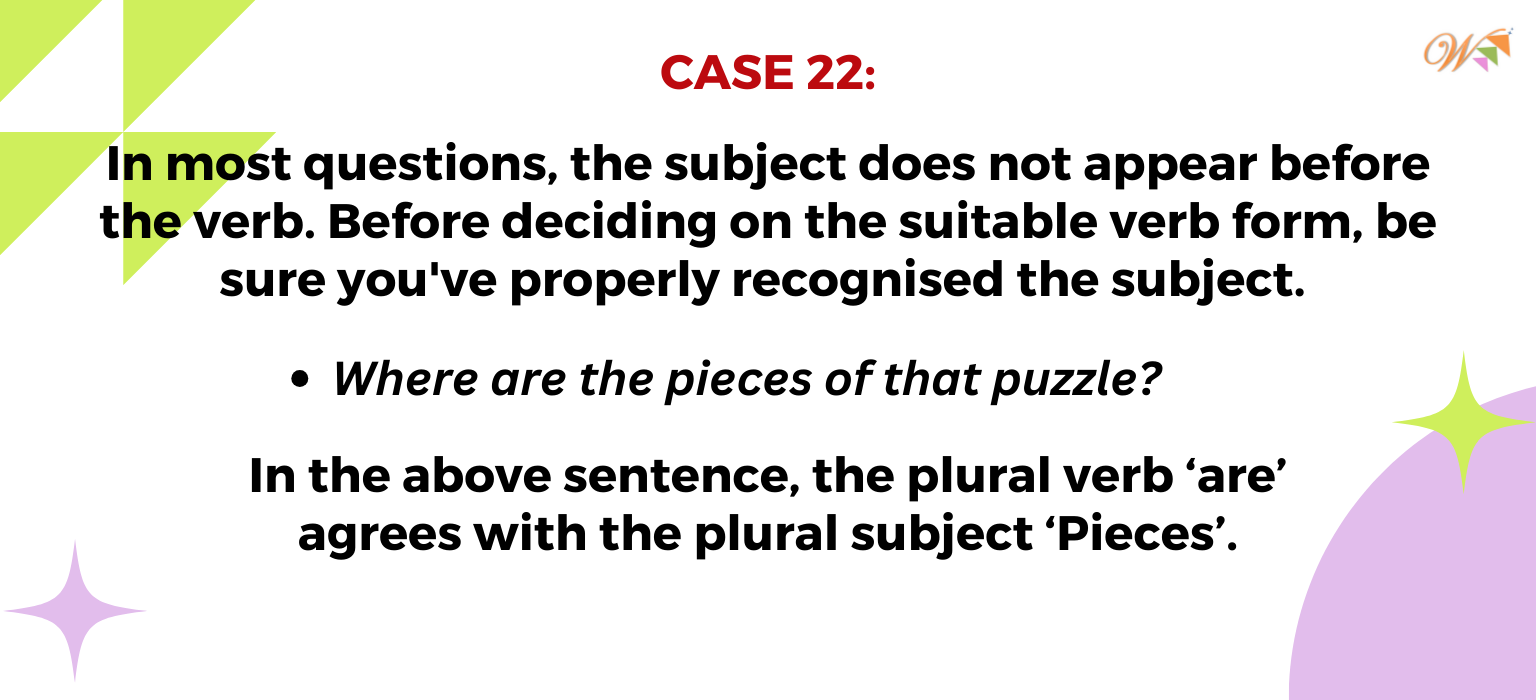 CASE 22:
In most questions, the subject does not appear before
the verb. Before deciding on the suitable verb form, be
sure you've properly recognised the subject.
• Where are the pieces of that puzzle?
In the above sentence, the plural verb ‘are’
agrees with the plural subject ‘Pieces’.